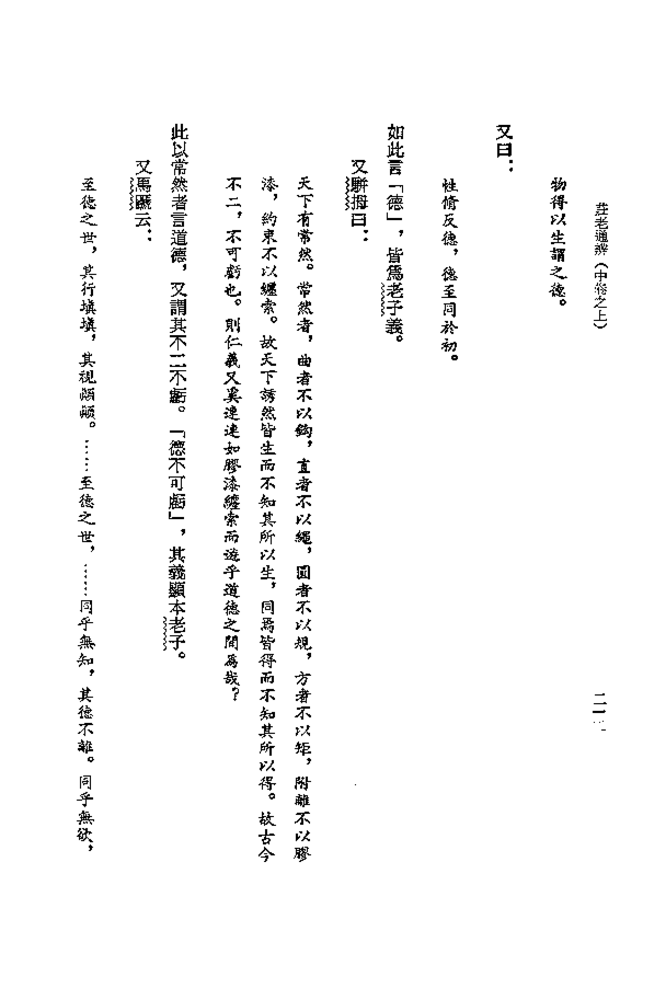 莊老通辨(中卷之上)
物得以生謂之德。
又曰:
性脩反德,德至同於初。
如此言「德」,皆爲老子義。
又駢拇曰:
天下有常然。常然者,曲者不以鉤,直者不以繩,圓者不以規,方者不以矩,附離不以膠
漆,約束不以纆索。故天下誘然皆生而不知其所以生,同焉皆得而不知其所以得。故古今
不二,不可虧也。則仁義又奚連連如膠漆纆索而遊乎道德之間爲哉?
此以常然者言道德,又謂其不二不虧。「德不可虧」,其義顯本老子。
又馬蹄云:
至德之世,其行塡塡,其視顚顚。……至德之世,……同乎無知,其德不離。同乎無欲,